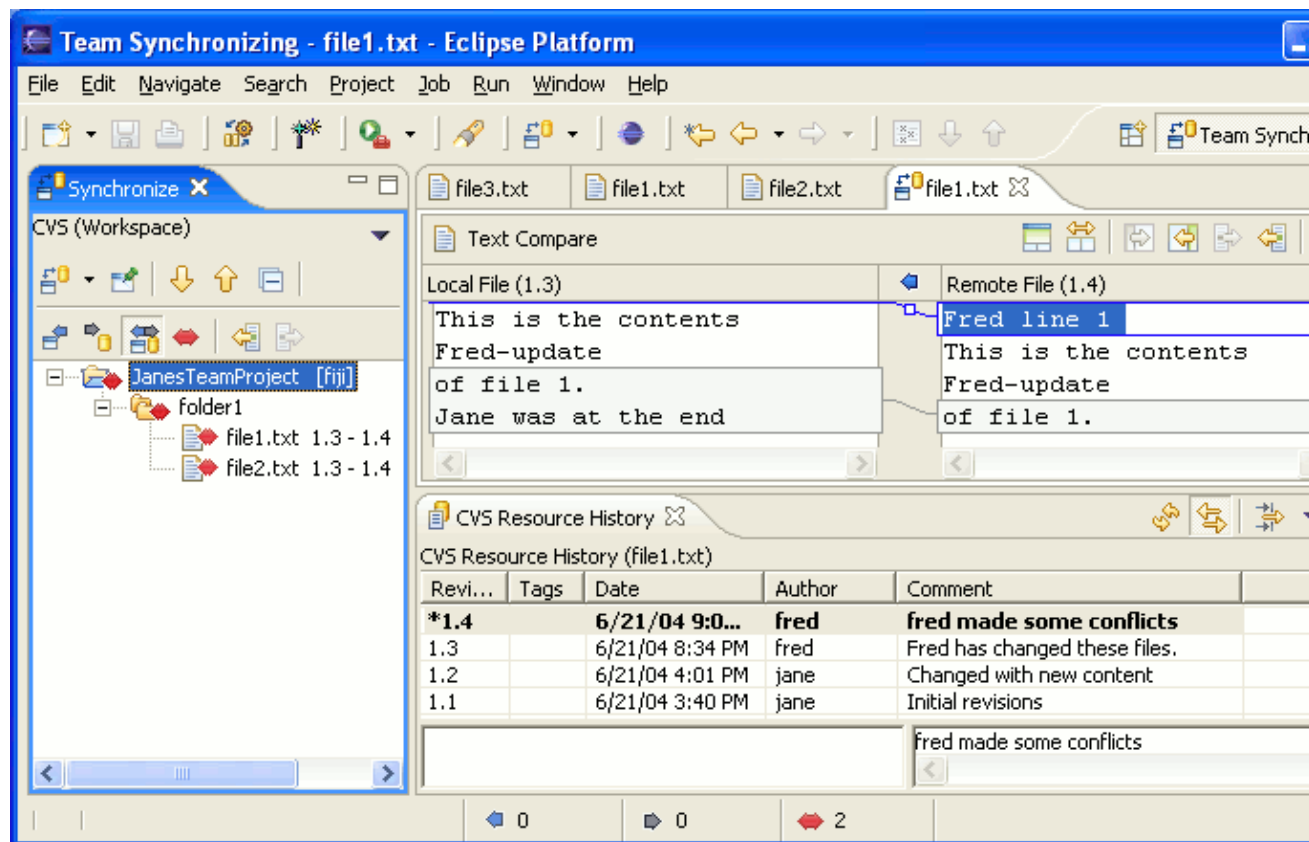 Team Synchronizing - file1.txt - Eclipse Platform
File Edit Navigate Search Project Job Run Window Help
Team Synch
Synchronize
CVS (Workspace)
JanesTeamProject [fiji]
folder1
file1.txt 1.3 - 1.4
file2.txt 1.3 - 1.4
file3.txt file1.txt file2.txt file1.txt
Text Compare
Local File (1.3)
This is the contents
Fred-update
of file 1.
Jane was at the end
Remote File (1.4)
Fred line 1
This is the contents
Fred-update
of file 1.
CVS Resource History
CVS Resource History (file1.txt)
Revi... Tags Date Author Comment
*1.4 6/21/04 9:0... fred fred made some conflicts
1.3 6/21/04 8:34 PM fred Fred has changed these files.
1.2 6/21/04 4:01 PM jane Changed with new content
1.1 6/21/04 3:40 PM jane Initial revisions
fred made some conflicts
0 0 2